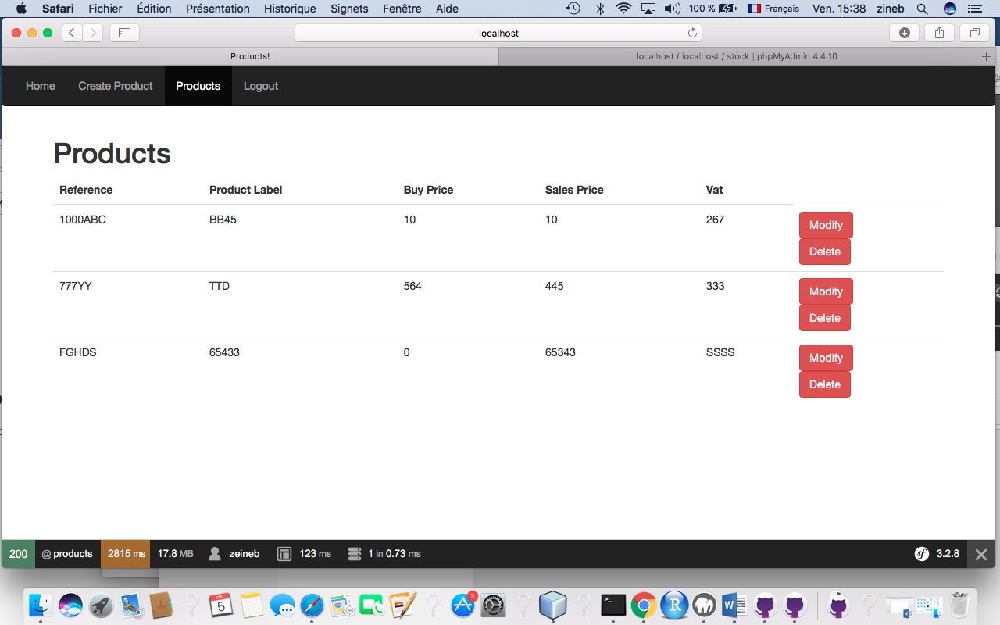 Safari Fichier Édition Présentation Historique Signets Fenêtre Aide 100 % Français Ven. 15:38 zineb
localhost
Products! localhost / localhost / stock | phpMyAdmin 4.4.10
Home Create Product Products Logout
Products
Reference Product Label Buy Price Sales Price Vat
1000ABC BB45 10 10 267 Modify
Delete
777YY TTD 564 445 333 Modify
Delete
FGHDS 65433 0 65343 SSSS Modify
Delete
200 @ products 2815 ms 17.8 MB zeineb 123 ms 1 in 0.73 ms sf 3.2.8
MAI
5
3
R
W